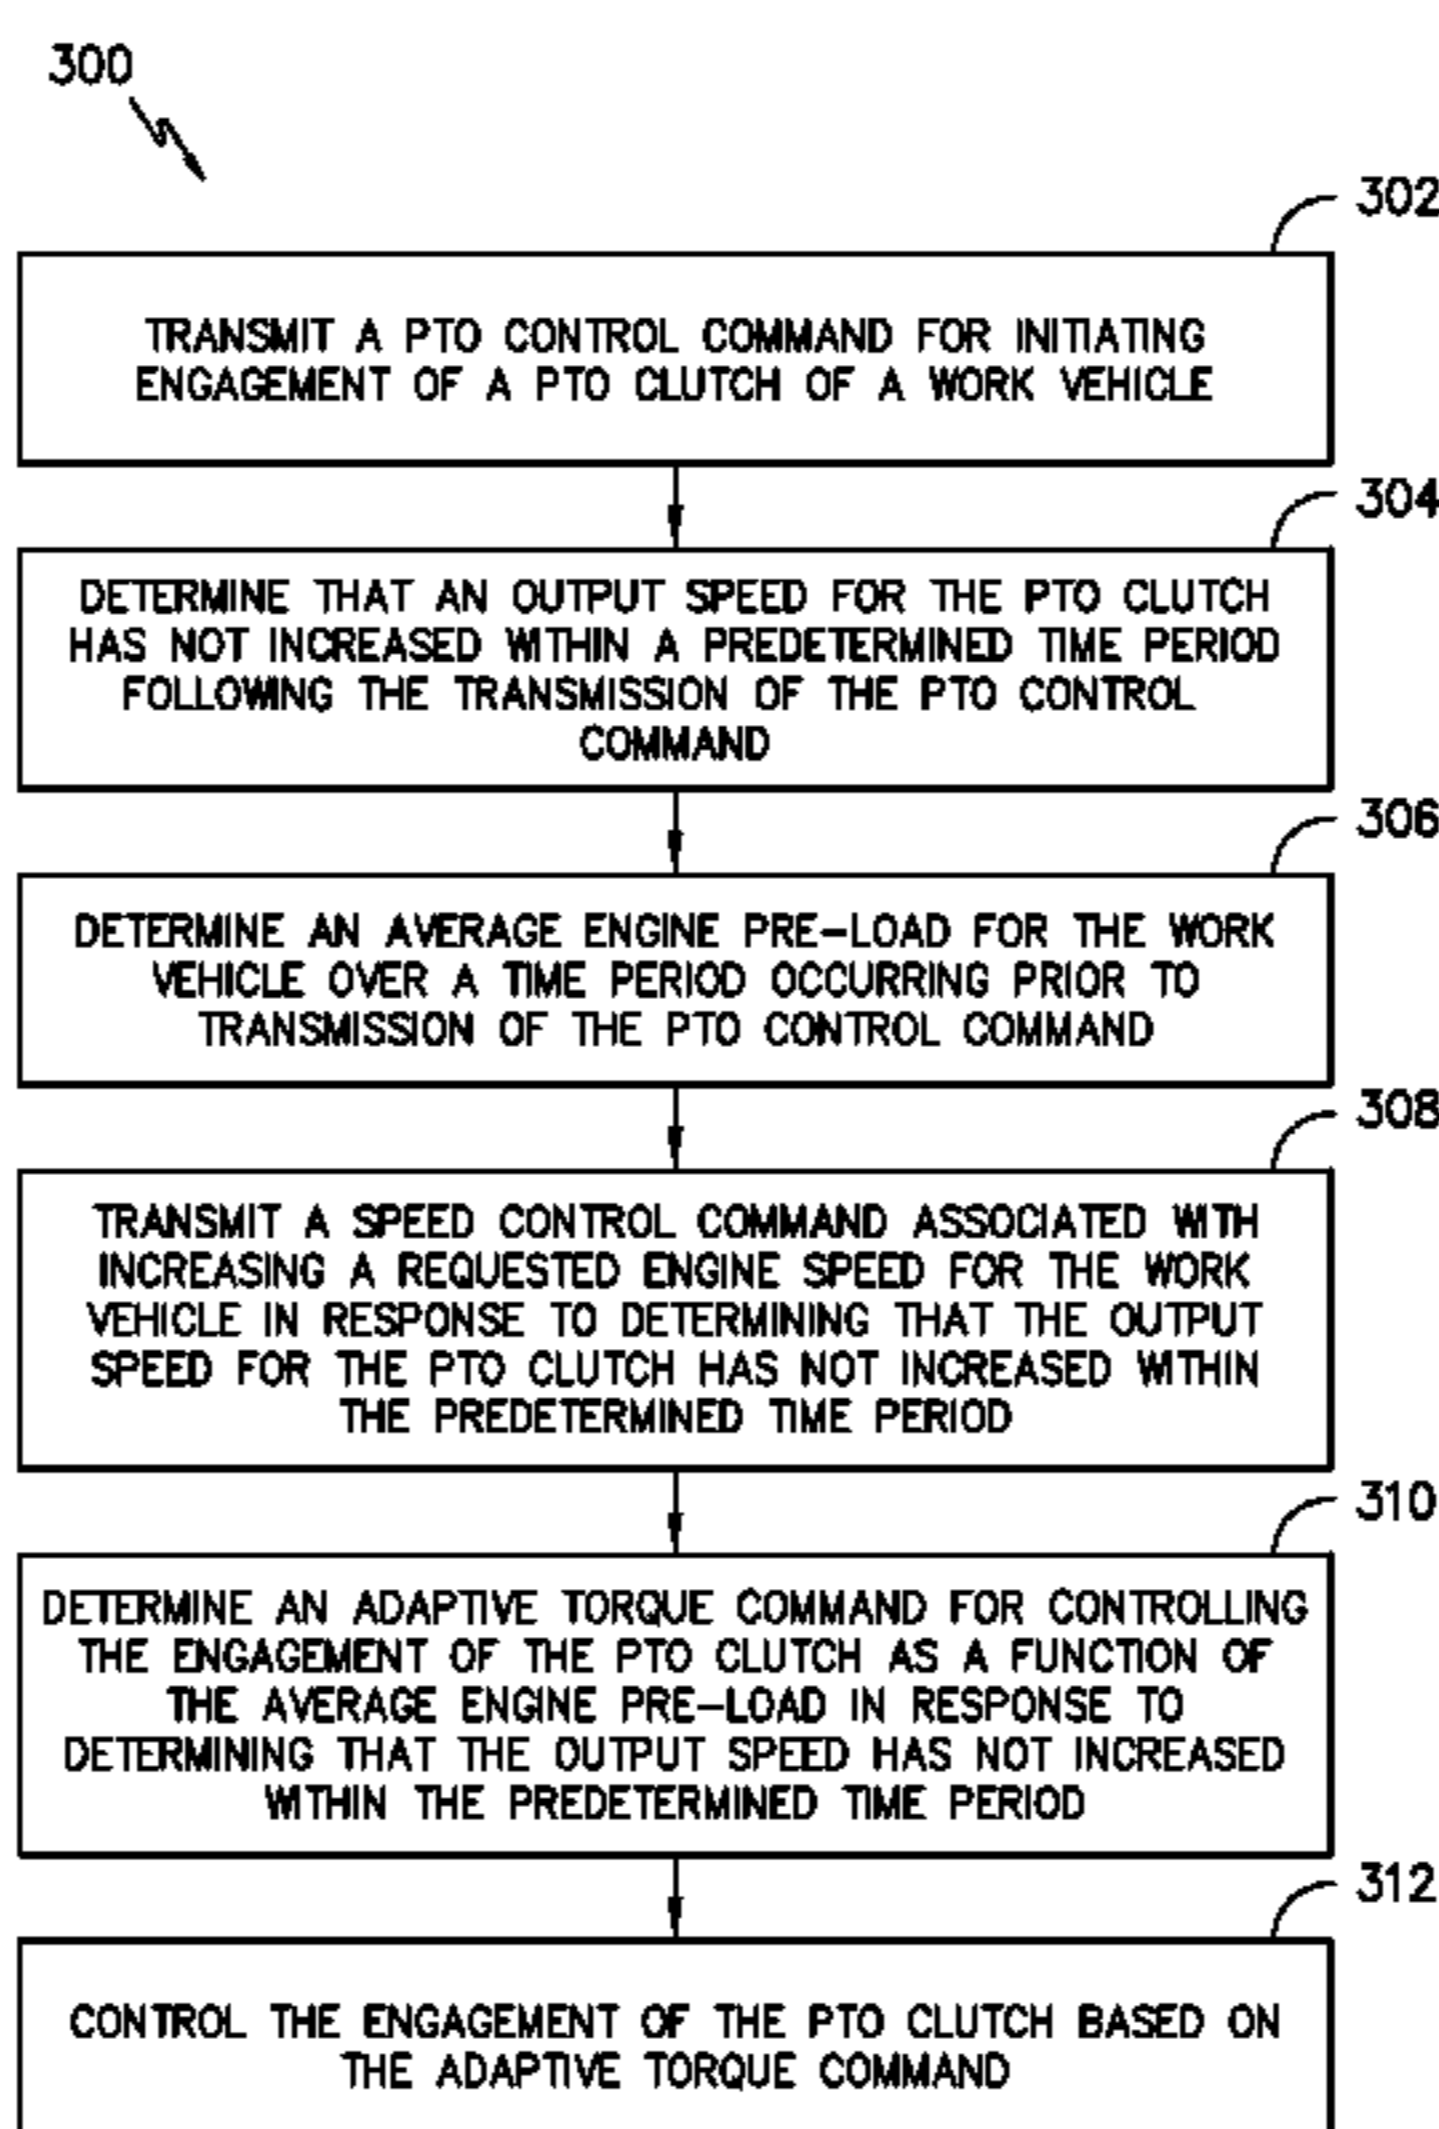 300
302
TRANSMIT A PTO CONTROL COMMAND FOR INITIATING
ENGAGEMENT OF A PTO CLUTCH OF A WORK VEHICLE
304
DETERMINE THAT AN OUTPUT SPEED FOR THE PTO CLUTCH
HAS NOT INCREASED WITHIN A PREDETERMINED TIME PERIOD
FOLLOWING THE TRANSMISSION OF THE PTO CONTROL
COMMAND
306
DETERMINE AN AVERAGE ENGINE PRE-LOAD FOR THE WORK
VEHICLE OVER A TIME PERIOD OCCURRING PRIOR TO
TRANSMISSION OF THE PTO CONTROL COMMAND
308
TRANSMIT A SPEED CONTROL COMMAND ASSOCIATED WITH
INCREASING A REQUESTED ENGINE SPEED FOR THE WORK
VEHICLE IN RESPONSE TO DETERMINING THAT THE OUTPUT
SPEED FOR THE PTO CLUTCH HAS NOT INCREASED WITHIN
THE PREDETERMINED TIME PERIOD
310
DETERMINE AN ADAPTIVE TORQUE COMMAND FOR CONTROLLING
THE ENGAGEMENT OF THE PTO CLUTCH AS A FUNCTION OF
THE AVERAGE ENGINE PRE-LOAD IN RESPONSE TO
DETERMINING THAT THE OUTPUT SPEED HAS NOT INCREASED
WITHIN THE PREDETERMINED TIME PERIOD
312
CONTROL THE ENGAGEMENT OF THE PTO CLUTCH BASED ON
THE ADAPTIVE TORQUE COMMAND